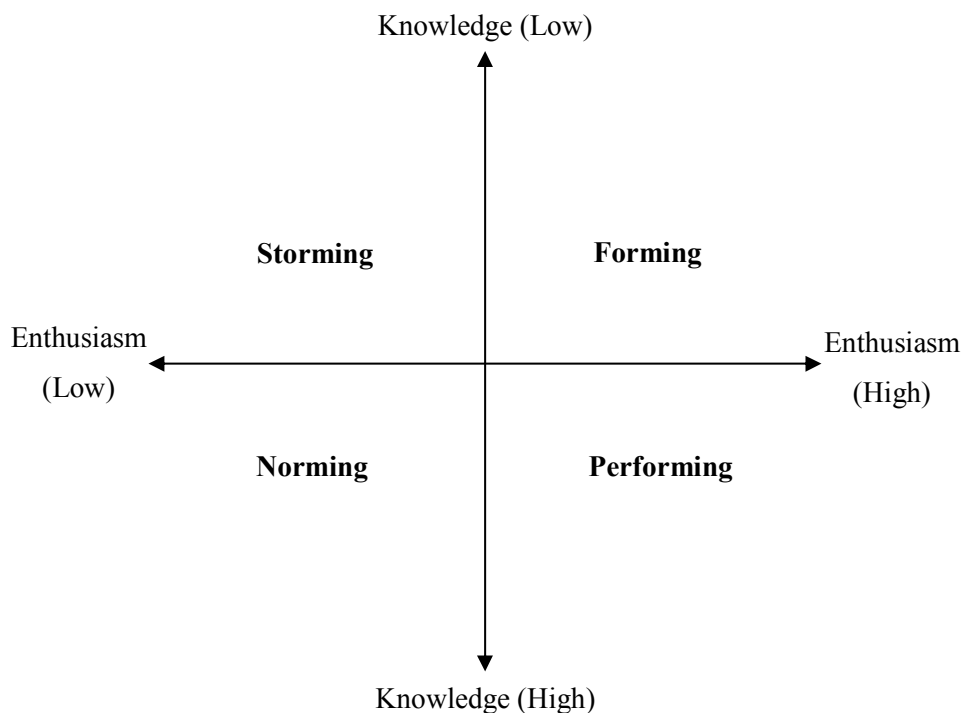 Knowledge (Low)
Storming
Forming
Enthusiasm
(Low)
Enthusiasm
(High)
Norming
Performing
Knowledge (High)